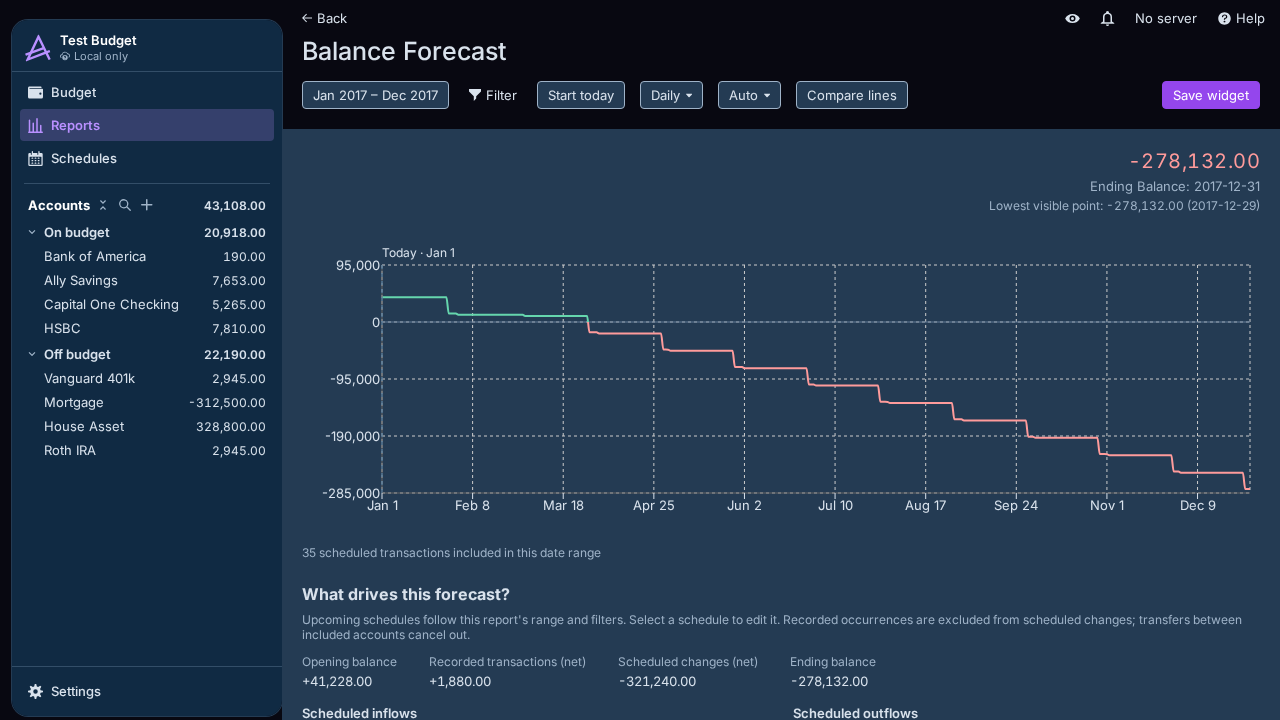 Test Budget
Local only
Budget
Reports
Schedules
Accounts 43,108.00
On budget 20,918.00
Bank of America 190.00
Ally Savings 7,653.00
Capital One Checking 5,265.00
HSBC 7,810.00
Off budget 22,190.00
Vanguard 401k 2,945.00
Mortgage -312,500.00
House Asset 328,800.00
Roth IRA 2,945.00
Settings
Back
No server
Help
Balance Forecast
Jan 2017 – Dec 2017
Filter
Start today
Daily
Auto
Compare lines
Save widget
-278,132.00
Ending Balance: 2017-12-31
Lowest visible point: -278,132.00 (2017-12-29)
Today · Jan 1
95,000
0
-95,000
-190,000
-285,000
Jan 1 Feb 8 Mar 18 Apr 25 Jun 2 Jul 10 Aug 17 Sep 24 Nov 1 Dec 9
35 scheduled transactions included in this date range
What drives this forecast?
Upcoming schedules follow this report's range and filters. Select a schedule to edit it. Recorded occurrences are excluded from scheduled changes; transfers between
included accounts cancel out.
Opening balance Recorded transactions (net) Scheduled changes (net) Ending balance
+41,228.00 +1,880.00 -321,240.00 -278,132.00
Scheduled inflows Scheduled outflows